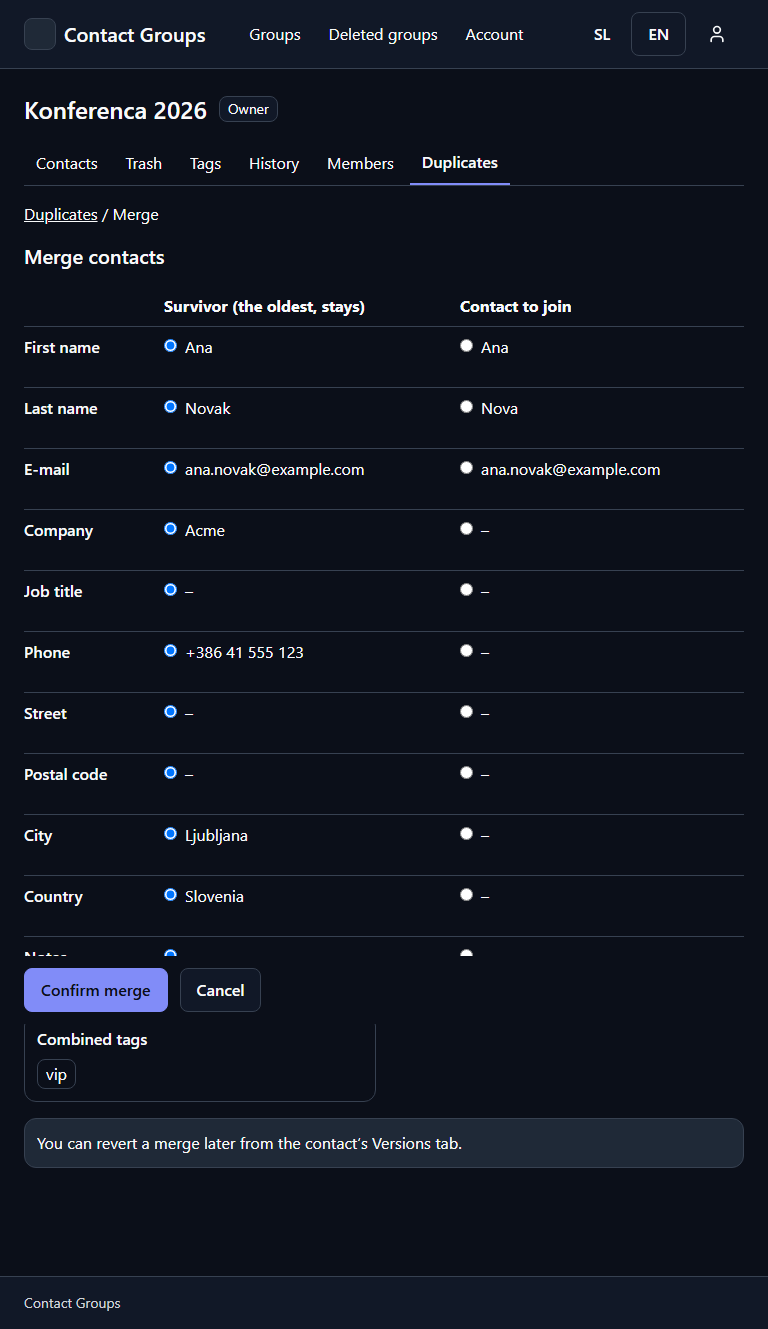 Contact Groups Groups Deleted groups Account SL EN
Konferenca 2026 Owner
Contacts Trash Tags History Members Duplicates
Duplicates / Merge
Merge contacts
Survivor (the oldest, stays) Contact to join
First name Ana Ana
Last name Novak Nova
E-mail ana.novak@example.com ana.novak@example.com
Company Acme –
Job title – –
Phone +386 41 555 123 –
Street – –
Postal code – –
City Ljubljana –
Country Slovenia –
Confirm merge Cancel
Combined tags
vip
You can revert a merge later from the contact's Versions tab.
Contact Groups